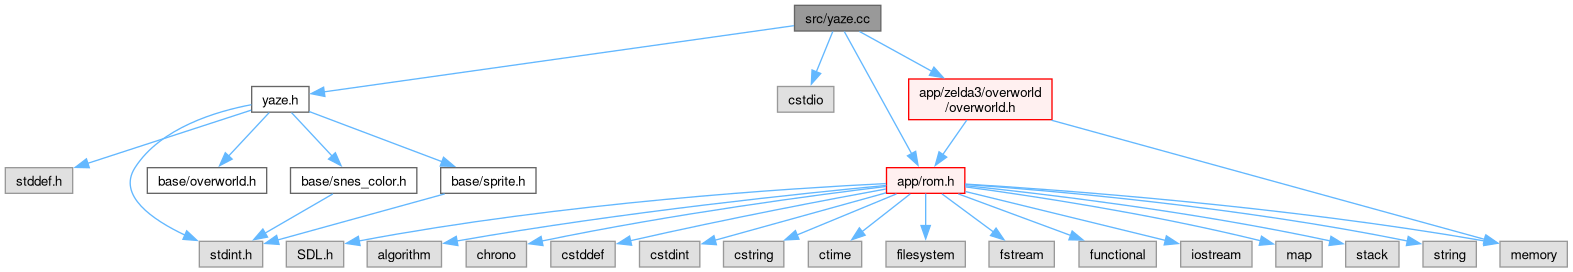 src/yaze.cc
yaze.h
cstdio
app/zelda3/overworld
/overworld.h
stddef.h
base/overworld.h
base/snes_color.h
base/sprite.h
app/rom.h
stdint.h
SDL.h
algorithm
chrono
cstddef
cstdint
cstring
ctime
filesystem
fstream
functional
iostream
map
stack
string
memory